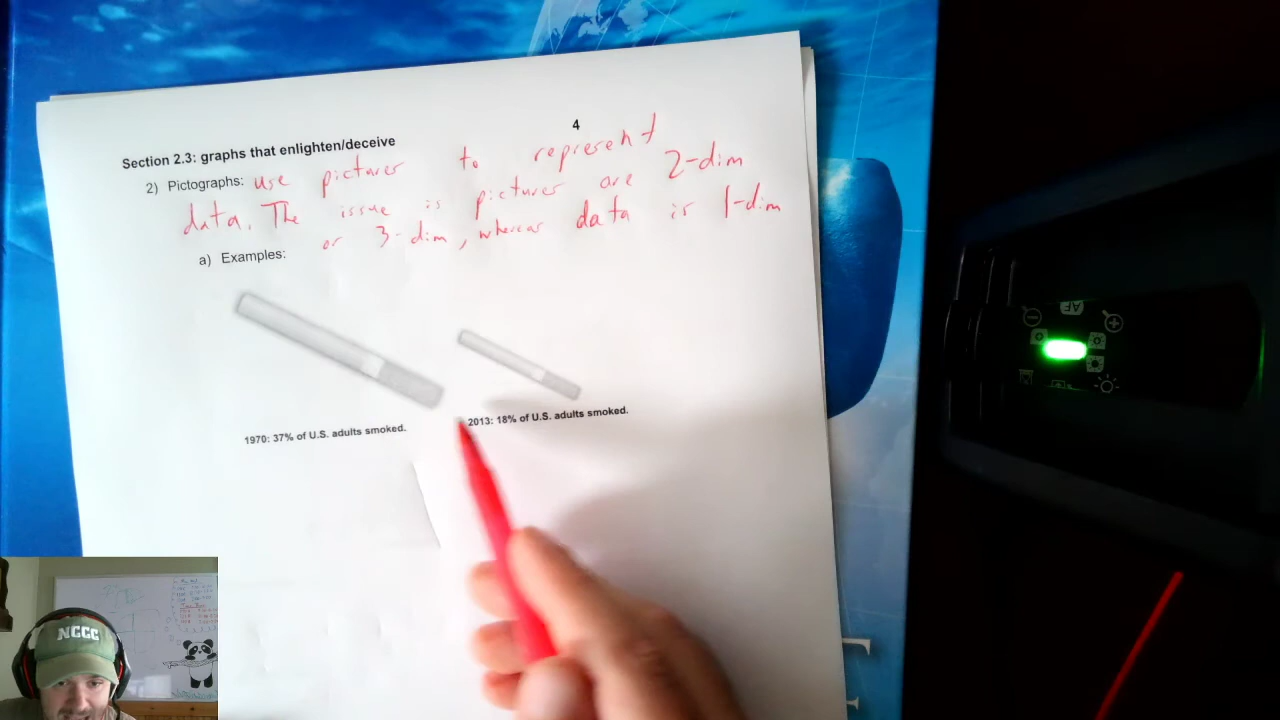 4
Section 2.3: graphs that enlighten/deceive
2) Pictographs: use pictures to represent
data. The issue is pictures are 2-dim
or 3-dim, whereas data is 1-dim
a) Examples:
1970: 37% of U.S. adults smoked.
2013: 18% of U.S. adults smoked.
AF
NCCC